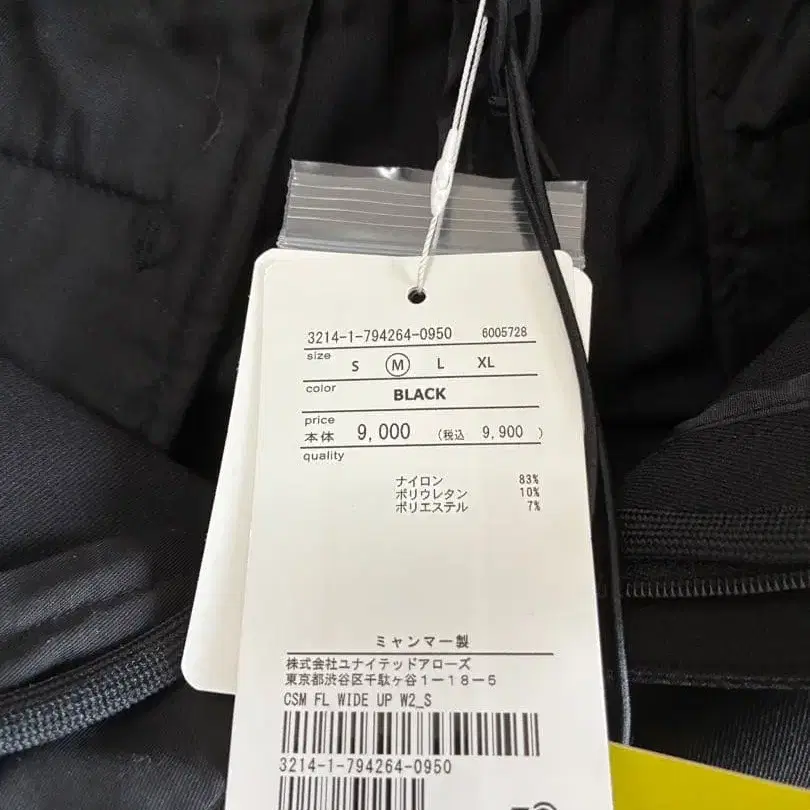 3214-1-794264-0950 6005728
size S M L XL
color BLACK
price
本体 9,000 (税込 9,900 )
quality
ナイロン 83%
ポリウレタン 10%
ポリエステル 7%
ミャンマー製
株式会社ユナイテッドアローズ
東京都渋谷区千駄ヶ谷1-18-5
CSM FL WIDE UP W2_S
3214-1-794264-0950